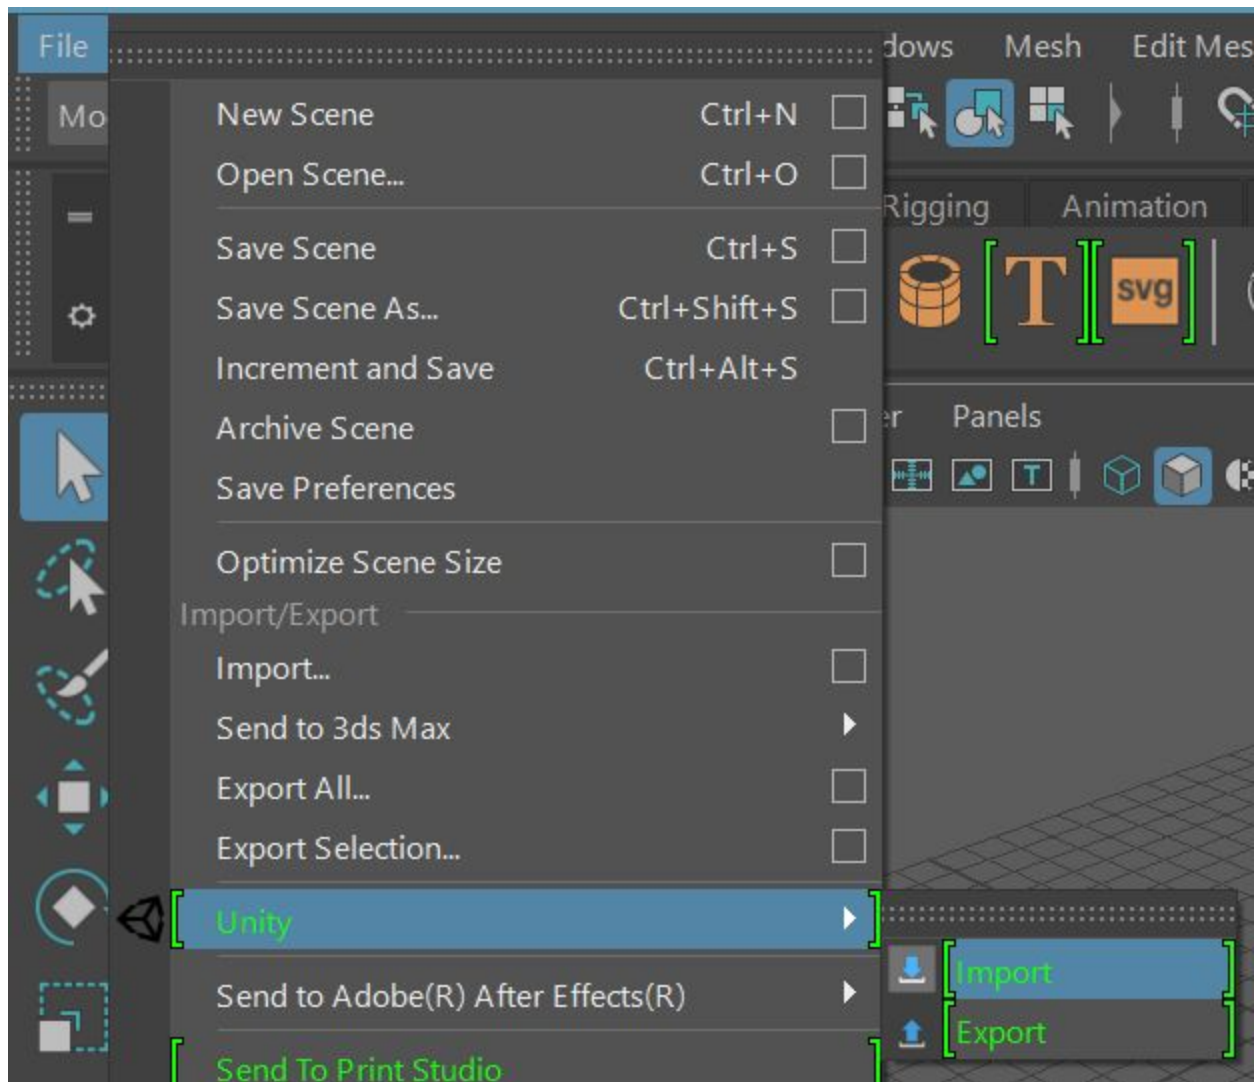 File
dows Mesh Edit Mes
Mo
New Scene Ctrl+N
Open Scene... Ctrl+O
Rigging Animation
Save Scene Ctrl+S
Save Scene As... Ctrl+Shift+S
T svg
Increment and Save Ctrl+Alt+S
Archive Scene
er Panels
Save Preferences
T
Optimize Scene Size
Import/Export
Import...
Send to 3ds Max
Export All...
Export Selection...
Unity
Import
Send to Adobe(R) After Effects(R)
Export
Send To Print Studio